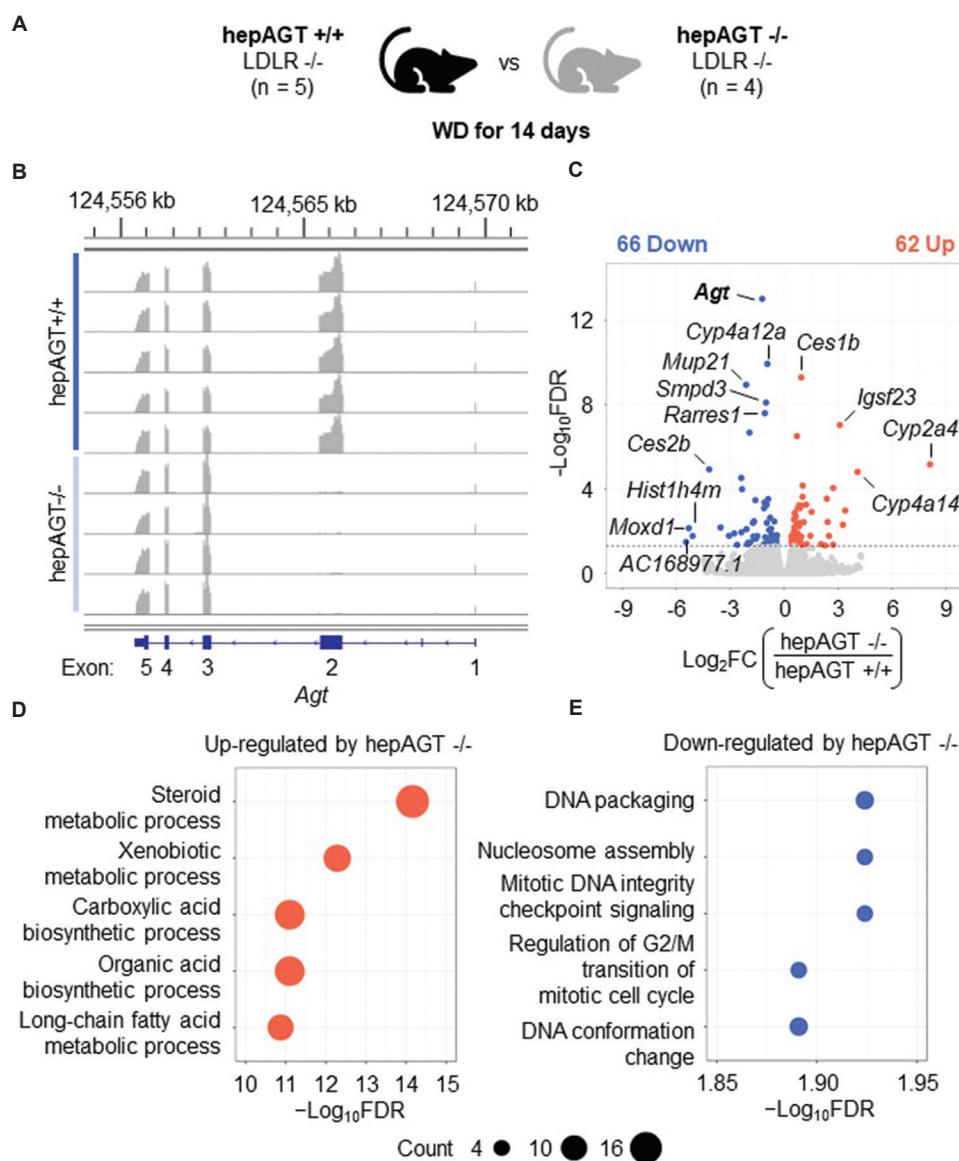 A
hepAGT +/+
LDLR -/-
(n = 5)
vs
hepAGT -/-
LDLR -/-
(n = 4)
WD for 14 days
B
124,556 kb
124,565 kb
124,570 kb
hepAGT+/+
hepAGT-/-
Exon:
5
4
3
2
1
Agt
C
66 Down
62 Up
Agt
Cyp4a12a
Ces1b
Mup21
Smpd3
Igsf23
Rarres1
Cyp2a4
Ces2b
Hist1h4m
Cyp4a14
Moxd1
AC168977.1
-Log10FDR
12
8
4
0
-9
-6
-3
0
3
6
9
Log2FC
hepAGT -/-
hepAGT +/+
D
Up-regulated by hepAGT -/-
Steroid
metabolic process
Xenobiotic
metabolic process
Carboxylic acid
biosynthetic process
Organic acid
biosynthetic process
Long-chain fatty acid
metabolic process
10
11
12
13
14
15
−Log10FDR
E
Down-regulated by hepAGT -/-
DNA packaging
Nucleosome assembly
Mitotic DNA integrity
checkpoint signaling
Regulation of G2/M
transition of
mitotic cell cycle
DNA conformation
change
1.85
1.90
1.95
−Log10FDR
Count
4
10
16